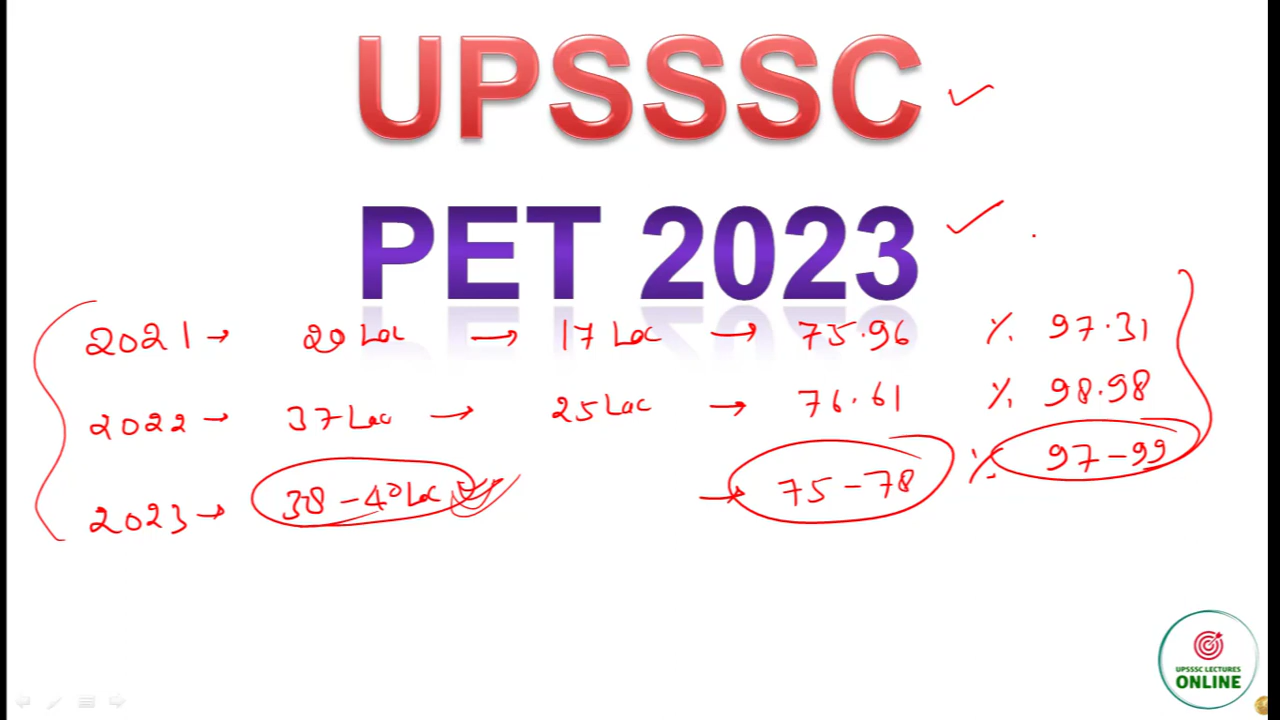 UPSSSC
PET 2023
2021 → 20 Lac → 17 Lac → 75.96 % 97.31
2022 → 37 Lac → 25 Lac → 76.61 % 98.98
2023 → 38 - 40 Lac → 75 - 78 % 97 - 99
UPSSSC LECTURES
ONLINE